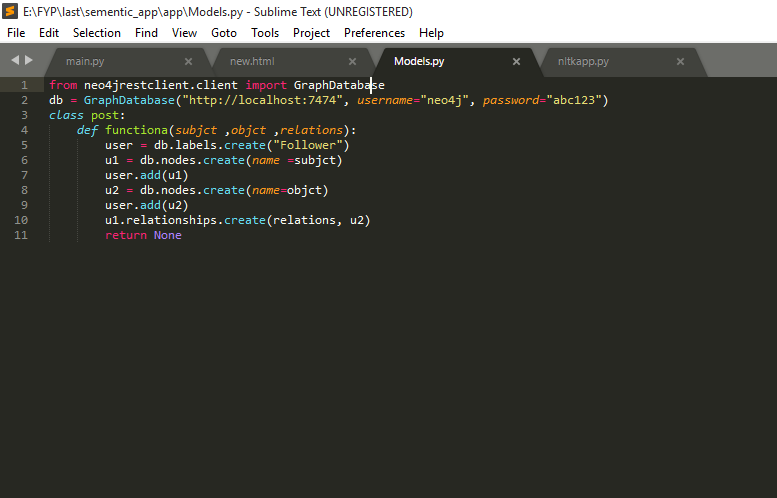 E:\FYP\last\sementic_app\app\Models.py - Sublime Text (UNREGISTERED)
File Edit Selection Find View Goto Tools Project Preferences Help
main.py × new.html × Models.py × nitkapp.py ×
1 from neo4jrestclient.client import GraphDatabase
2 db = GraphDatabase("http://localhost:7474", username="neo4j", password="abc123")
3 class post:
4     def functiona(subjct ,objct ,relations):
5         user = db.labels.create("Follower")
6         u1 = db.nodes.create(name =subjct)
7         user.add(u1)
8         u2 = db.nodes.create(name=objct)
9         user.add(u2)
10         u1.relationships.create(relations, u2)
11         return None